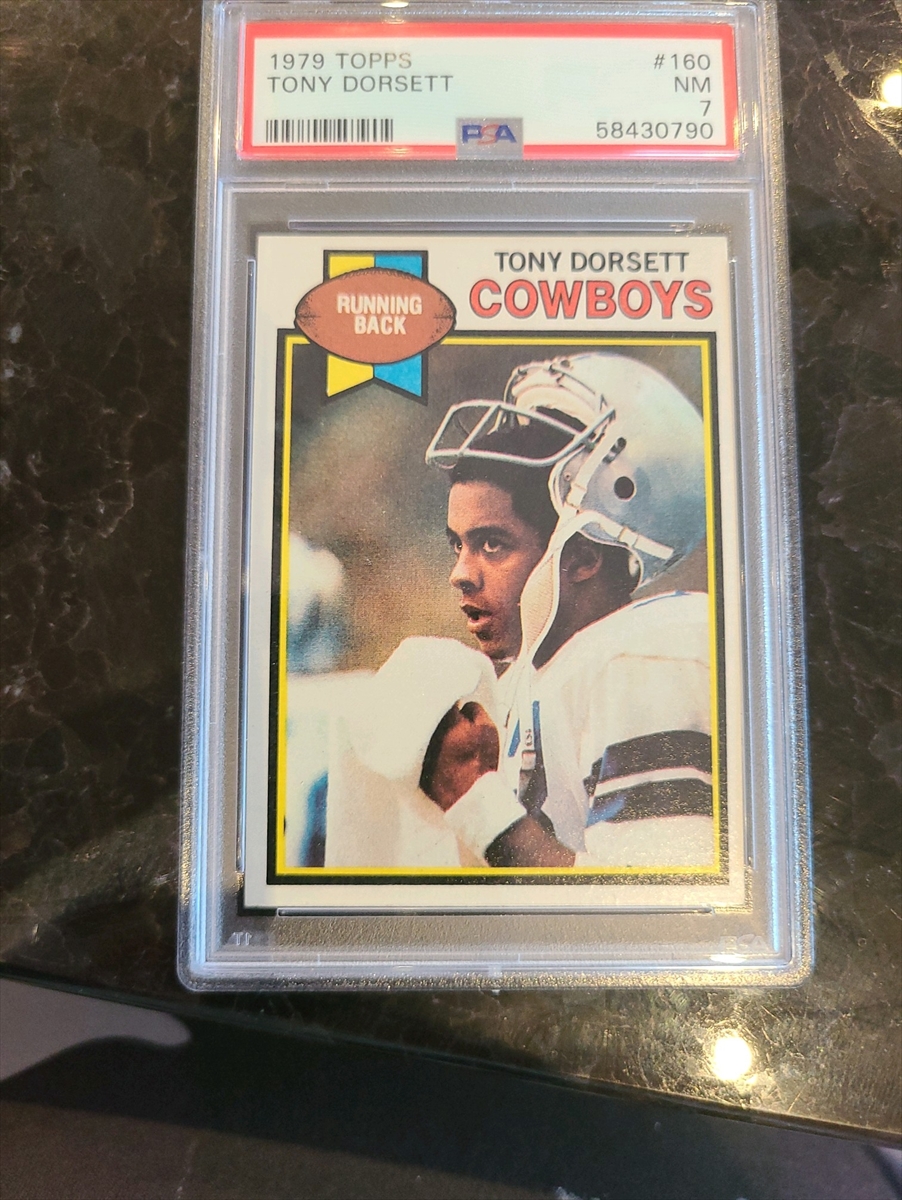 1979 TOPPS #160
TONY DORSETT NM
7
PSA 58430790
TONY DORSETT
COWBOYS
RUNNING
BACK